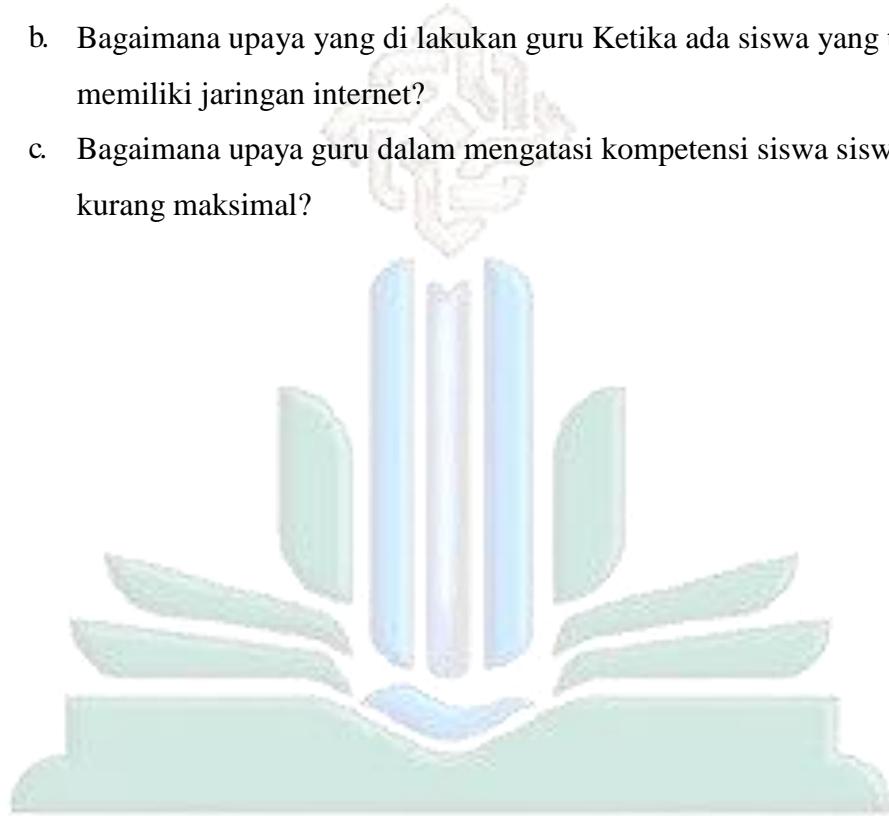 b. Bagaimana upaya yang di lakukan guru Ketika ada siswa yang
memiliki jaringan internet?
c. Bagaimana upaya guru dalam mengatasi kompetensi siswa
kurang maksimal?